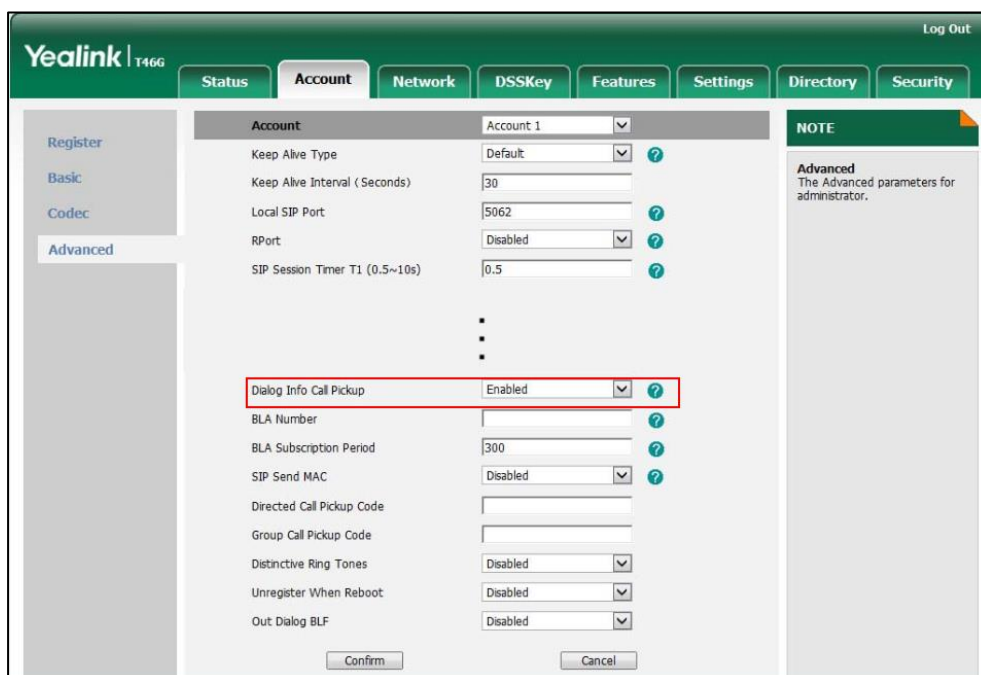 Log Out
Yealink | T46G
Status Account Network DSSKey Features Settings Directory Security
Register
Basic
Codec
Advanced
Account Account 1
Keep Alive Type Default ?
Keep Alive Interval (Seconds) 30
Local SIP Port 5062 ?
RPort Disabled ?
SIP Session Timer T1 (0.5~10s) 0.5 ?
Dialog Info Call Pickup Enabled ?
BLA Number ?
BLA Subscription Period 300 ?
SIP Send MAC Disabled ?
Directed Call Pickup Code
Group Call Pickup Code
Distinctive Ring Tones Disabled
Unregister When Reboot Disabled
Out Dialog BLF Disabled
Confirm Cancel
NOTE
Advanced
The Advanced parameters for
administrator.